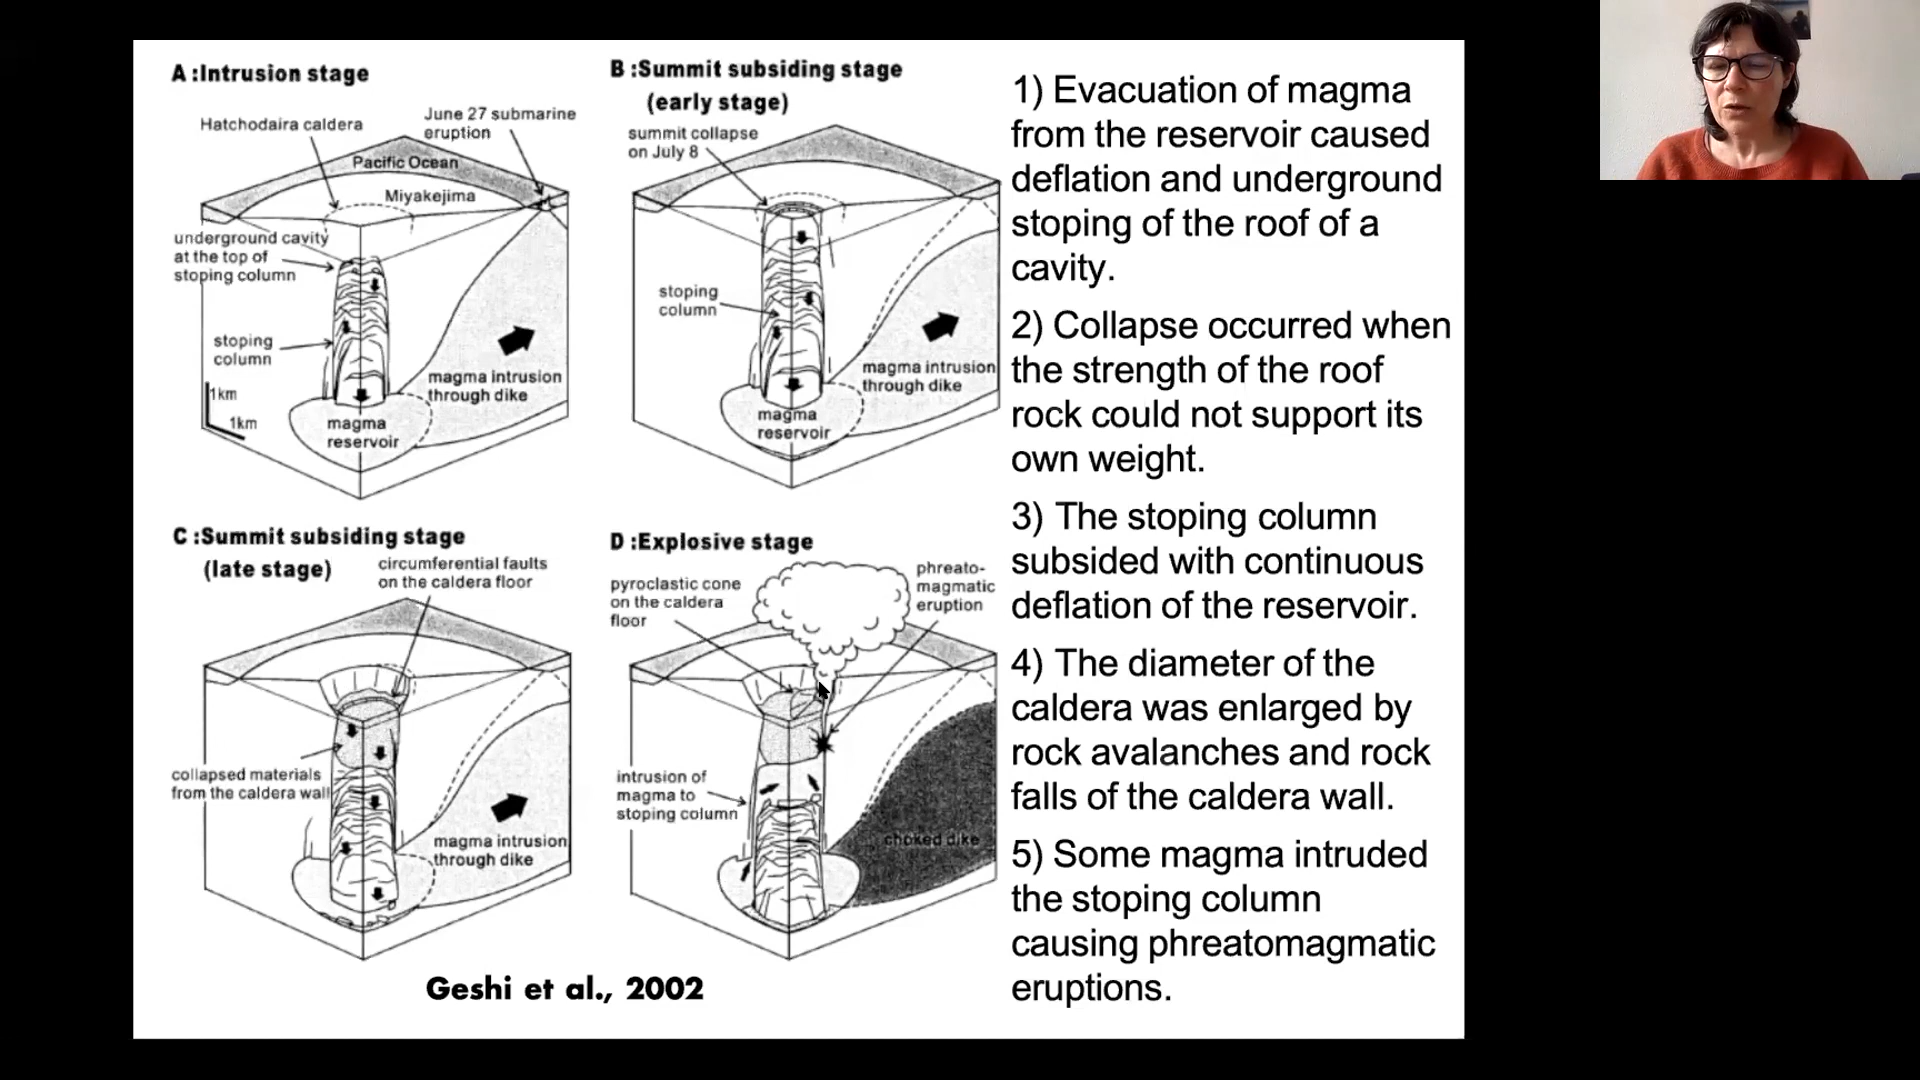 A :Intrusion stage
Hatchodaira caldera
June 27 submarine
eruption
Pacific Ocean
Miyakejima
underground cavity
at the top of
stoping column
stoping
column
1km
1km
magma intrusion
through dike
magma
reservoir
B :Summit subsiding stage
(early stage)
summit collapse
on July 8
stoping
column
magma intrusion
through dike
magma
reservoir
C :Summit subsiding stage
(late stage)
circumferential faults
on the caldera floor
collapsed materials
from the caldera wall
magma intrusion
through dike
D :Explosive stage
pyroclastic cone
on the caldera
floor
phreato-
magmatic
eruption
intrusion of
magma to
stoping column
choked dike
Geshi et al., 2002
1) Evacuation of magma
from the reservoir caused
deflation and underground
stoping of the roof of a
cavity.
2) Collapse occurred when
the strength of the roof
rock could not support its
own weight.
3) The stoping column
subsided with continuous
deflation of the reservoir.
4) The diameter of the
caldera was enlarged by
rock avalanches and rock
falls of the caldera wall.
5) Some magma intruded
the stoping column
causing phreatomagmatic
eruptions.